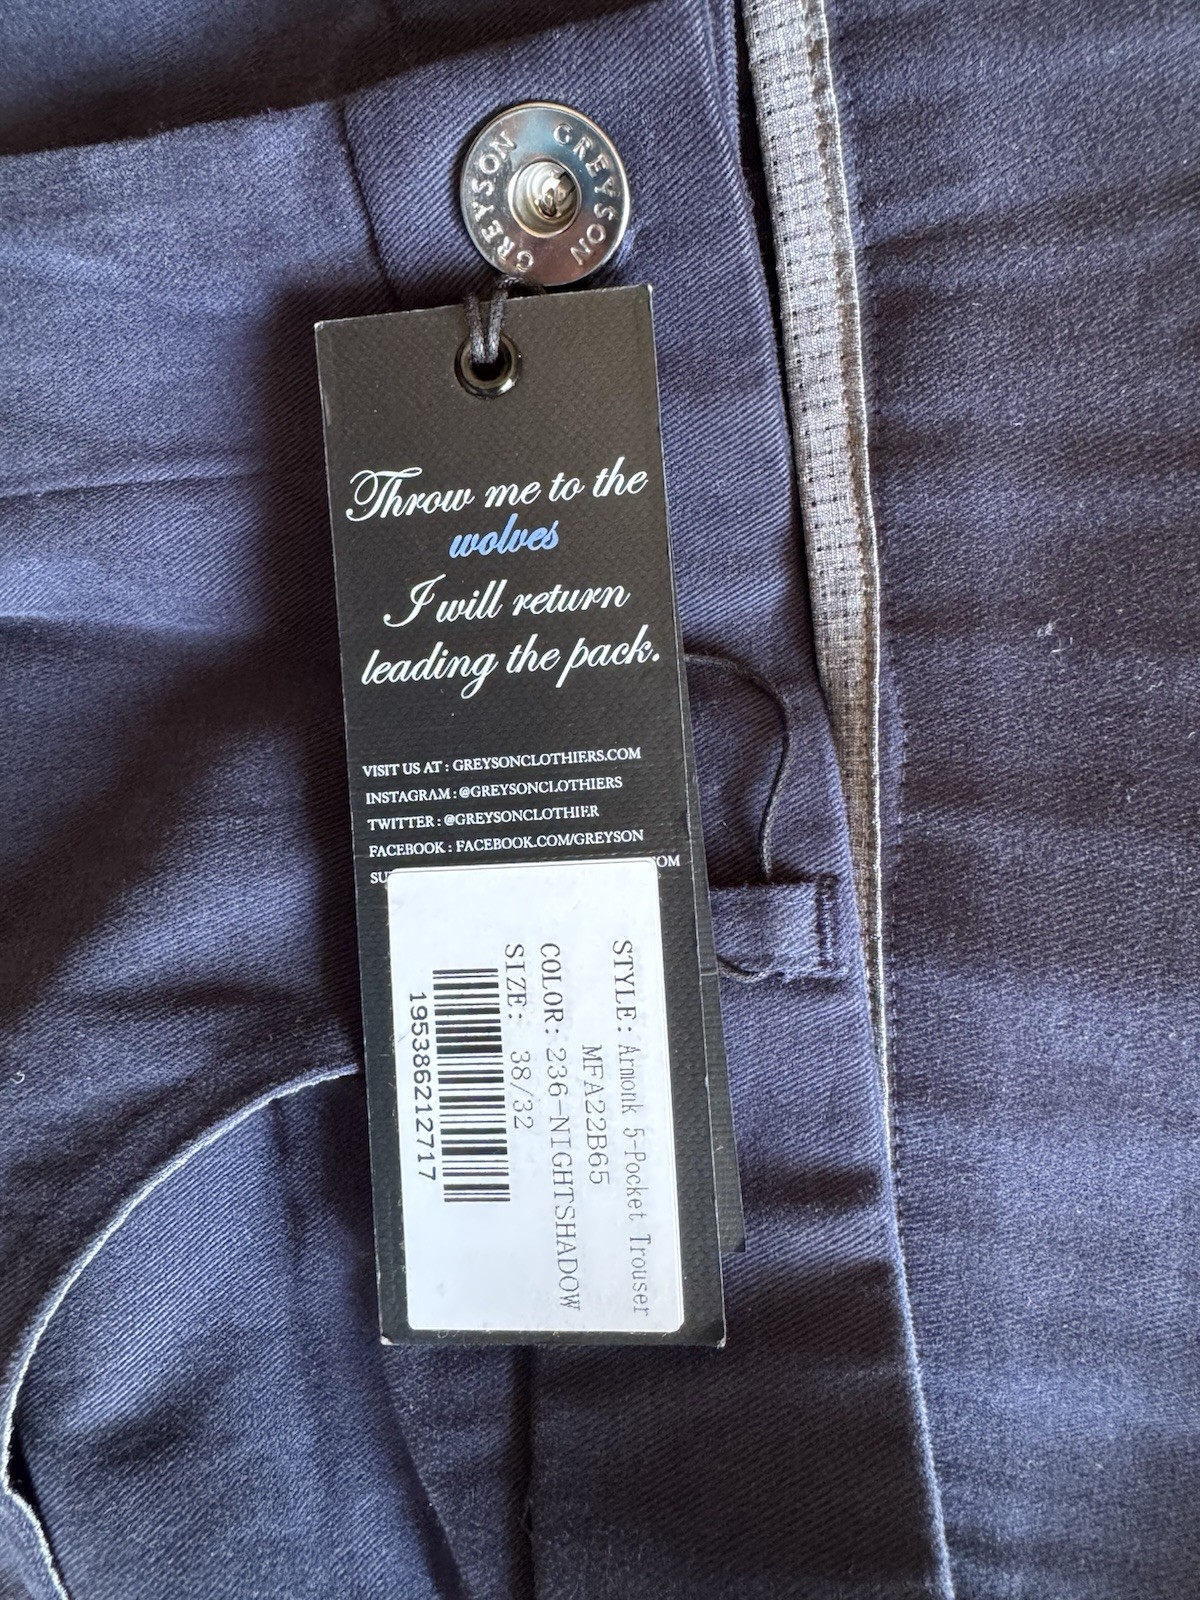 GREYSON GREYSON
Throw me to the
wolves
I will return
leading the pack.
VISIT US AT : GREYSONCLOTHIERS.COM
INSTAGRAM : @GREYSONCLOTHIERS
TWITTER : @GREYSONCLOTHIER
FACEBOOK : FACEBOOK.COM/GREYSON
STYLE: Armonk 5-Pocket Trouser
MFA22B65
COLOR: 236-NIGHTSHADOW
SIZE: 38/32
195386212717